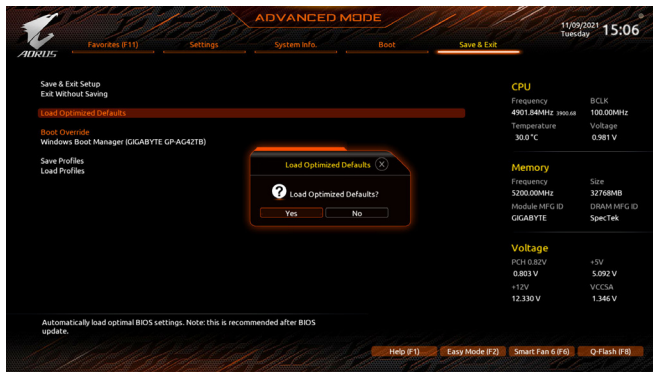 ADVANCED MODE
11/09/2021 Tuesday 15:06
AORUS
Favorites (F11) Settings System Info. Boot Save & Exit
Save & Exit Setup
Exit Without Saving
Load Optimized Defaults
Boot Override
Windows Boot Manager (GIGABYTE GP-AG42TB)
Save Profiles
Load Profiles
Load Optimized Defaults
Load Optimized Defaults?
Yes No
CPU
Frequency BCLK
4901.84MHz 3900.68 100.00MHz
Temperature Voltage
30.0 °C 0.981 V
Memory
Frequency Size
5200.00MHz 32768MB
Module MFG ID DRAM MFG ID
GIGABYTE SpecTek
Voltage
PCH 0.82V +5V
0.803 V 5.092 V
+12V VCCSA
12.330 V 1.346 V
Automatically load optimal BIOS settings. Note: this is recommended after BIOS
update.
Help (F1) Easy Mode (F2) Smart Fan 6 (F6) Q-Flash (F8)